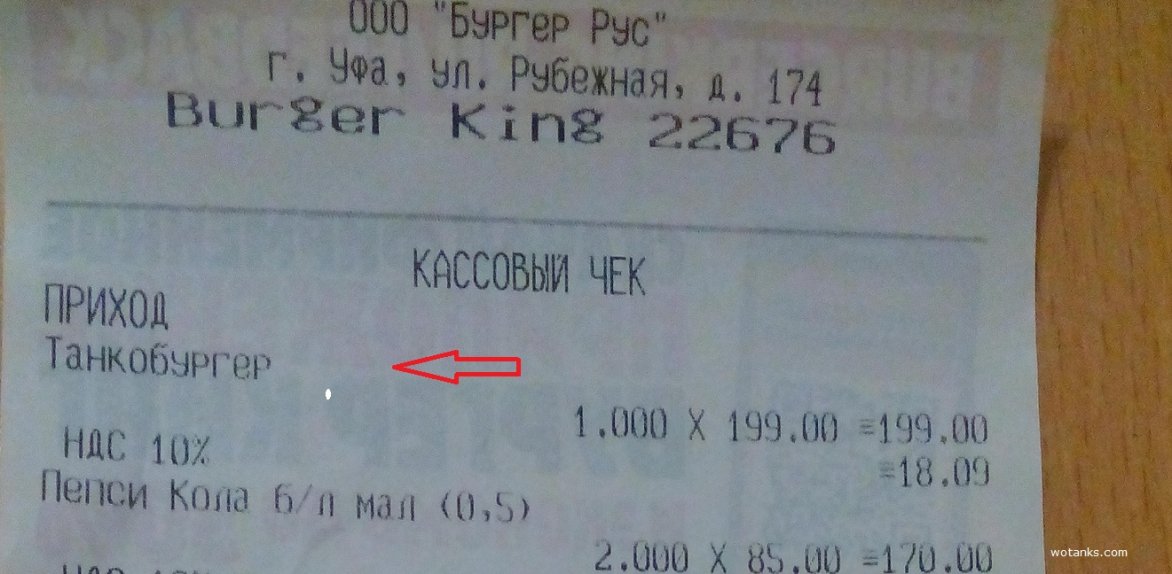 ООО "Бургер Рус"
г. Уфа, ул. Рубежная, д. 174
Burger King 22676
КАССОВЫЙ ЧЕК
ПРИХОД
Танкобургер
1.000 X 199.00 =199.00
НДС 10% =18.09
Пепси Кола б/л мал (0,5)
2.000 X 85.00 =170.00
wotanks.com